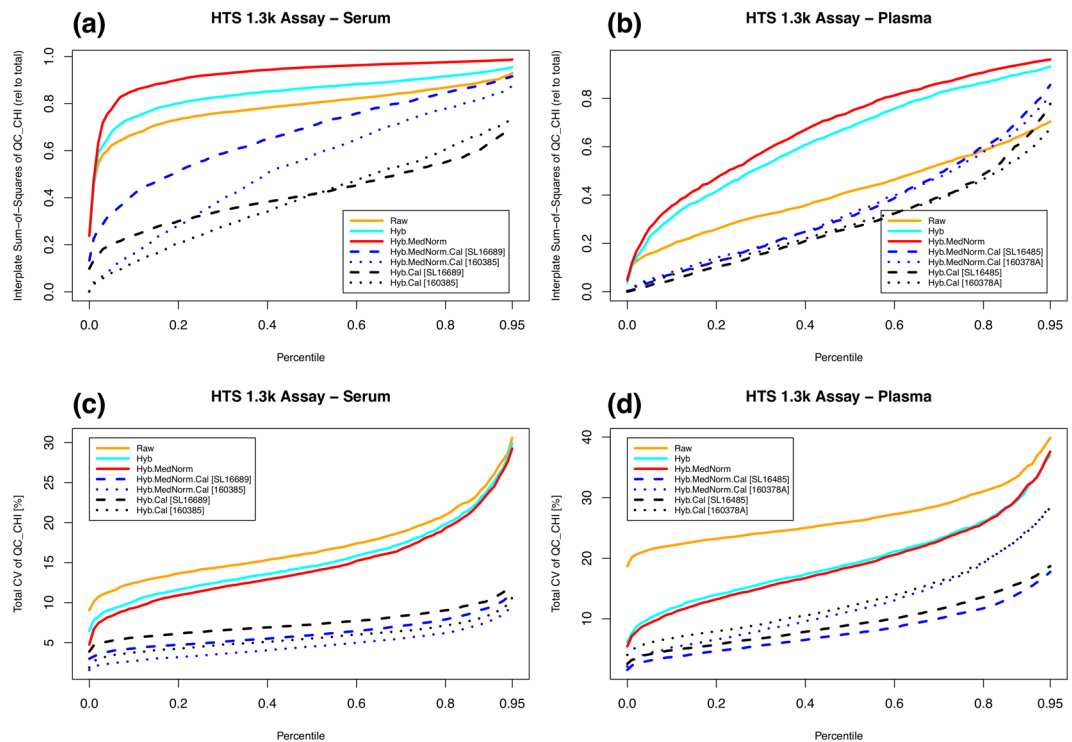 (a)
HTS 1.3k Assay – Serum
Interplate Sum−of−Squares of QC_CHI (rel to total)
0.0 0.2 0.4 0.6 0.8 1.0
Raw
Hyb
Hyb.MedNorm
Hyb.MedNorm.Cal [SL16689]
Hyb.MedNorm.Cal [160385]
Hyb.Cal [SL16689]
Hyb.Cal [160385]
0.0 0.2 0.4 0.6 0.8 0.95
Percentile
(b)
HTS 1.3k Assay – Plasma
Interplate Sum−of−Squares of QC_CHI (rel to total)
0.0 0.2 0.4 0.6 0.8
Raw
Hyb
Hyb.MedNorm
Hyb.MedNorm.Cal [SL16485]
Hyb.MedNorm.Cal [160378A]
Hyb.Cal [SL16485]
Hyb.Cal [160378A]
0.0 0.2 0.4 0.6 0.8 0.95
Percentile
(c)
HTS 1.3k Assay – Serum
Total CV of QC_CHI [%]
5 10 15 20 25 30
Raw
Hyb
Hyb.MedNorm
Hyb.MedNorm.Cal [SL16689]
Hyb.MedNorm.Cal [160385]
Hyb.Cal [SL16689]
Hyb.Cal [160385]
0.0 0.2 0.4 0.6 0.8 0.95
Percentile
(d)
HTS 1.3k Assay – Plasma
Total CV of QC_CHI [%]
10 20 30 40
Raw
Hyb
Hyb.MedNorm
Hyb.MedNorm.Cal [SL16485]
Hyb.MedNorm.Cal [160378A]
Hyb.Cal [SL16485]
Hyb.Cal [160378A]
0.0 0.2 0.4 0.6 0.8 0.95
Percentile